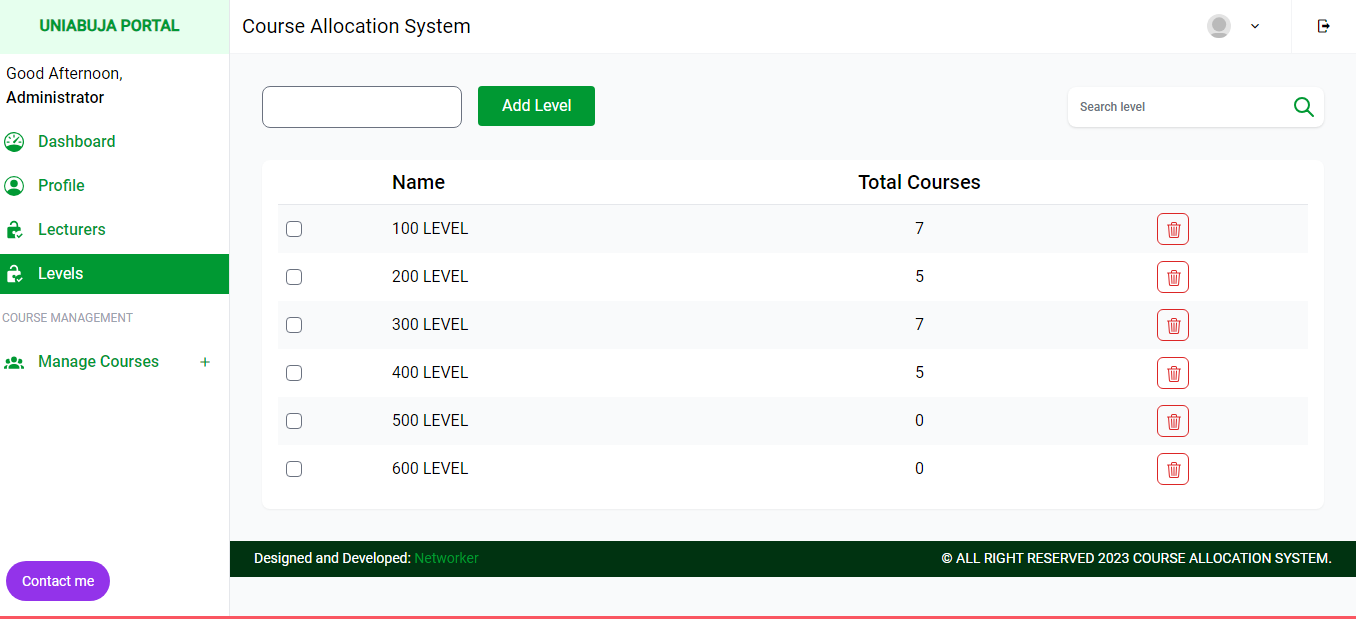 UNIABUJA PORTAL
Course Allocation System
Good Afternoon,
Administrator
Dashboard
Profile
Lecturers
Levels
COURSE MANAGEMENT
Manage Courses +
Contact me
Add Level
Search level
Name Total Courses
100 LEVEL 7
200 LEVEL 5
300 LEVEL 7
400 LEVEL 5
500 LEVEL 0
600 LEVEL 0
Designed and Developed: Networker
© ALL RIGHT RESERVED 2023 COURSE ALLOCATION SYSTEM.